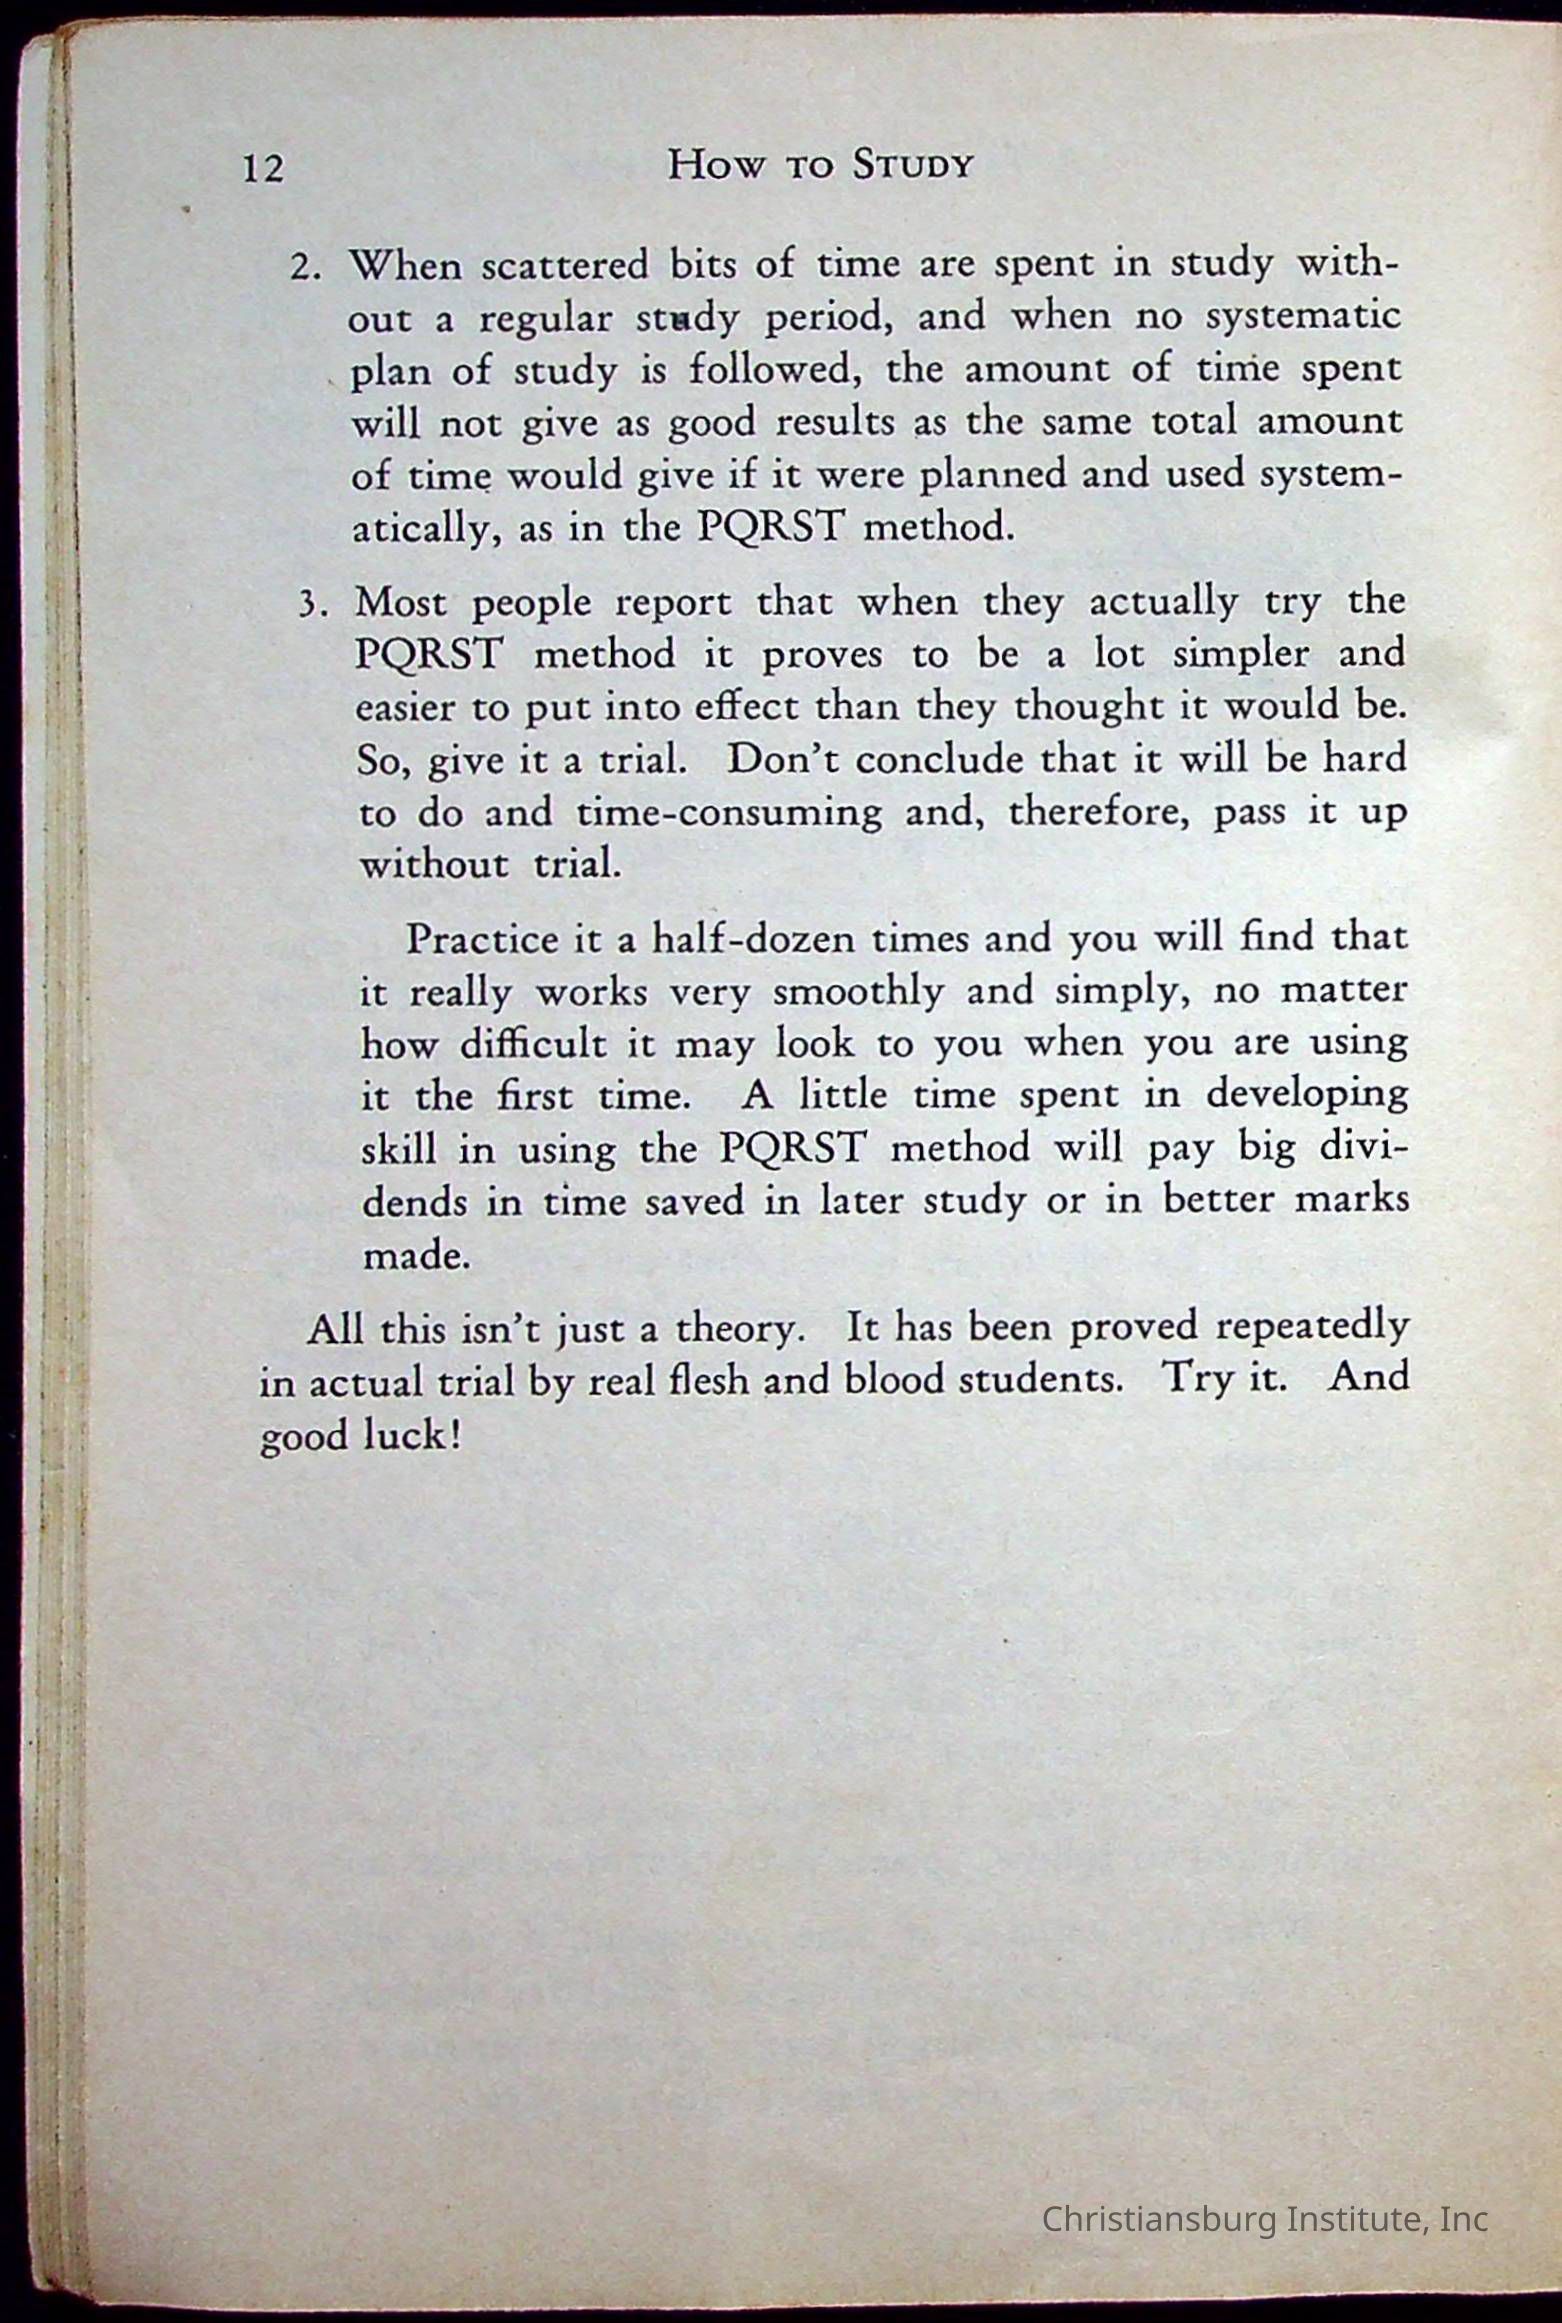 12
How to Study
2. When scattered bits of time are spent in study with-
out a regular study period, and when no systematic
plan of study is followed, the amount of time spent
will not give as good results as the same total amount
of time would give if it were planned and used system-
atically, as in the PQRST method.
3. Most people report that when they actually try the
PQRST method it proves to be a lot simpler and
easier to put into effect than they thought it would be.
So, give it a trial. Don't conclude that it will be hard
to do and time-consuming and, therefore, pass it up
without trial.
Practice it a half-dozen times and you will find that
it really works very smoothly and simply, no matter
how difficult it may look to you when you are using
it the first time. A little time spent in developing
skill in using the PQRST method will pay big divi-
dends in time saved in later study or in better marks
made.
All this isn't just a theory. It has been proved repeatedly
in actual trial by real flesh and blood students. Try it. And
good luck!
Christiansburg Institute, Inc